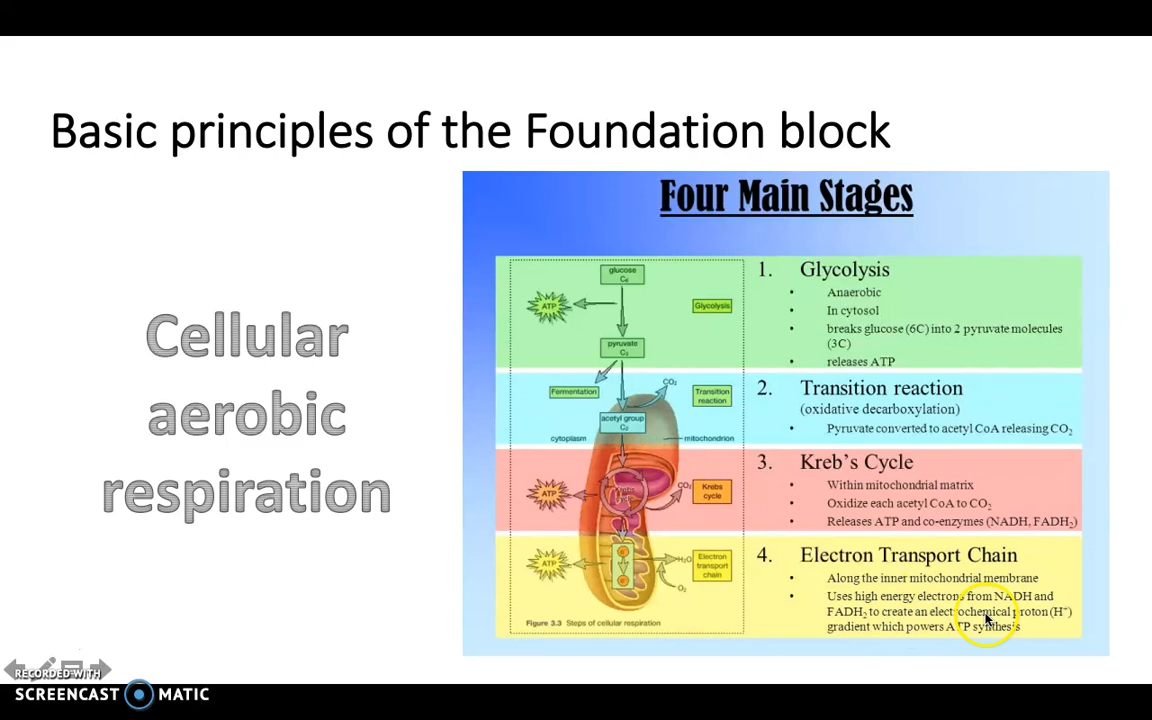 Basic principles of the Foundation block
Cellular
aerobic
respiration
Four Main Stages
glucose
C6
ATP
Glycolysis
pyruvate
C3
Fermentation
CO2
Transition
reaction
acetyl group
C2
cytoplasm
mitochondrion
ATP
Krebs
cycle
CO2
Krebs
cycle
ATP
H2O
Electron
transport
chain
O2
Figure 3.3 Steps of cellular respiration
1. Glycolysis
• Anaerobic
• In cytosol
• breaks glucose (6C) into 2 pyruvate molecules
(3C)
• releases ATP
2. Transition reaction
(oxidative decarboxylation)
• Pyruvate converted to acetyl CoA releasing CO2
3. Kreb's Cycle
• Within mitochondrial matrix
• Oxidize each acetyl CoA to CO2
• Releases ATP and co-enzymes (NADH, FADH2)
4. Electron Transport Chain
• Along the inner mitochondrial membrane
• Uses high energy electrons from NADH and
FADH2 to create an electrochemical proton (H+)
gradient which powers ATP synthesis
RECORDED WITH
SCREENCAST MATIC